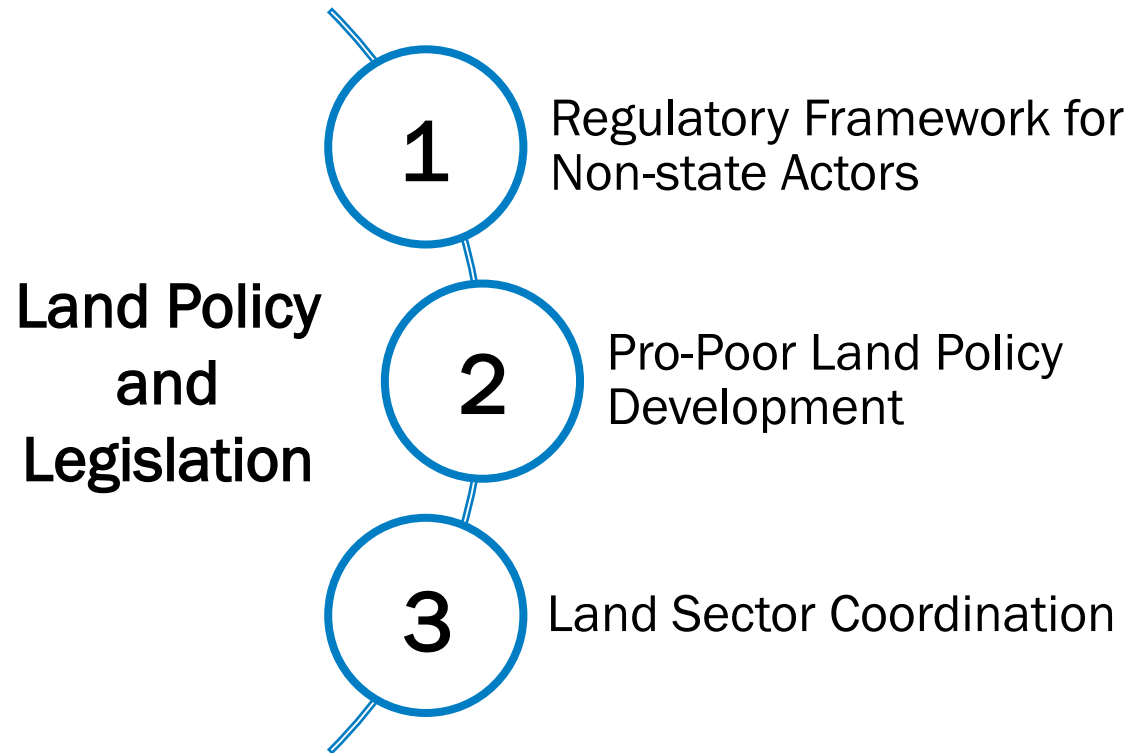 Land Policy
and
Legislation
1
Regulatory Framework for
Non-state Actors
2
Pro-Poor Land Policy
Development
3
Land Sector Coordination